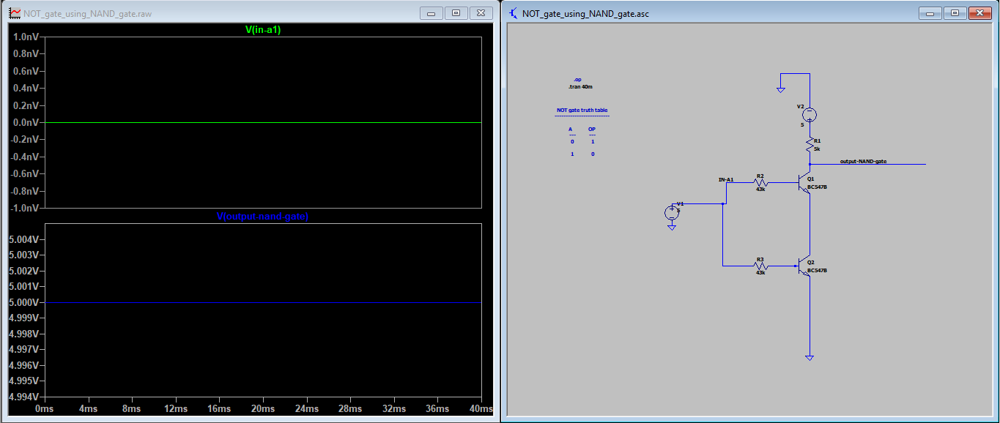 NOT_gate_using_NAND_gate.raw
V(in-a1)
1.0nV
0.8nV
0.6nV
0.4nV
0.2nV
0.0nV
-0.2nV
-0.4nV
-0.6nV
-0.8nV
-1.0nV
V(output-nand-gate)
5.004V
5.003V
5.002V
5.001V
5.000V
4.999V
4.998V
4.997V
4.996V
4.995V
4.994V
0ms 4ms 8ms 12ms 16ms 20ms 24ms 28ms 32ms 36ms 40ms
NOT_gate_using_NAND_gate.asc
.op
.tran 40m
NOT gate truth table
---------------------------
A OP
--- ---
0 1
1 0
V2
5
R1
5k
output-NAND-gate
IN-A1
R2
43k
Q1
BC547B
V1
R3
43k
Q2
BC547B